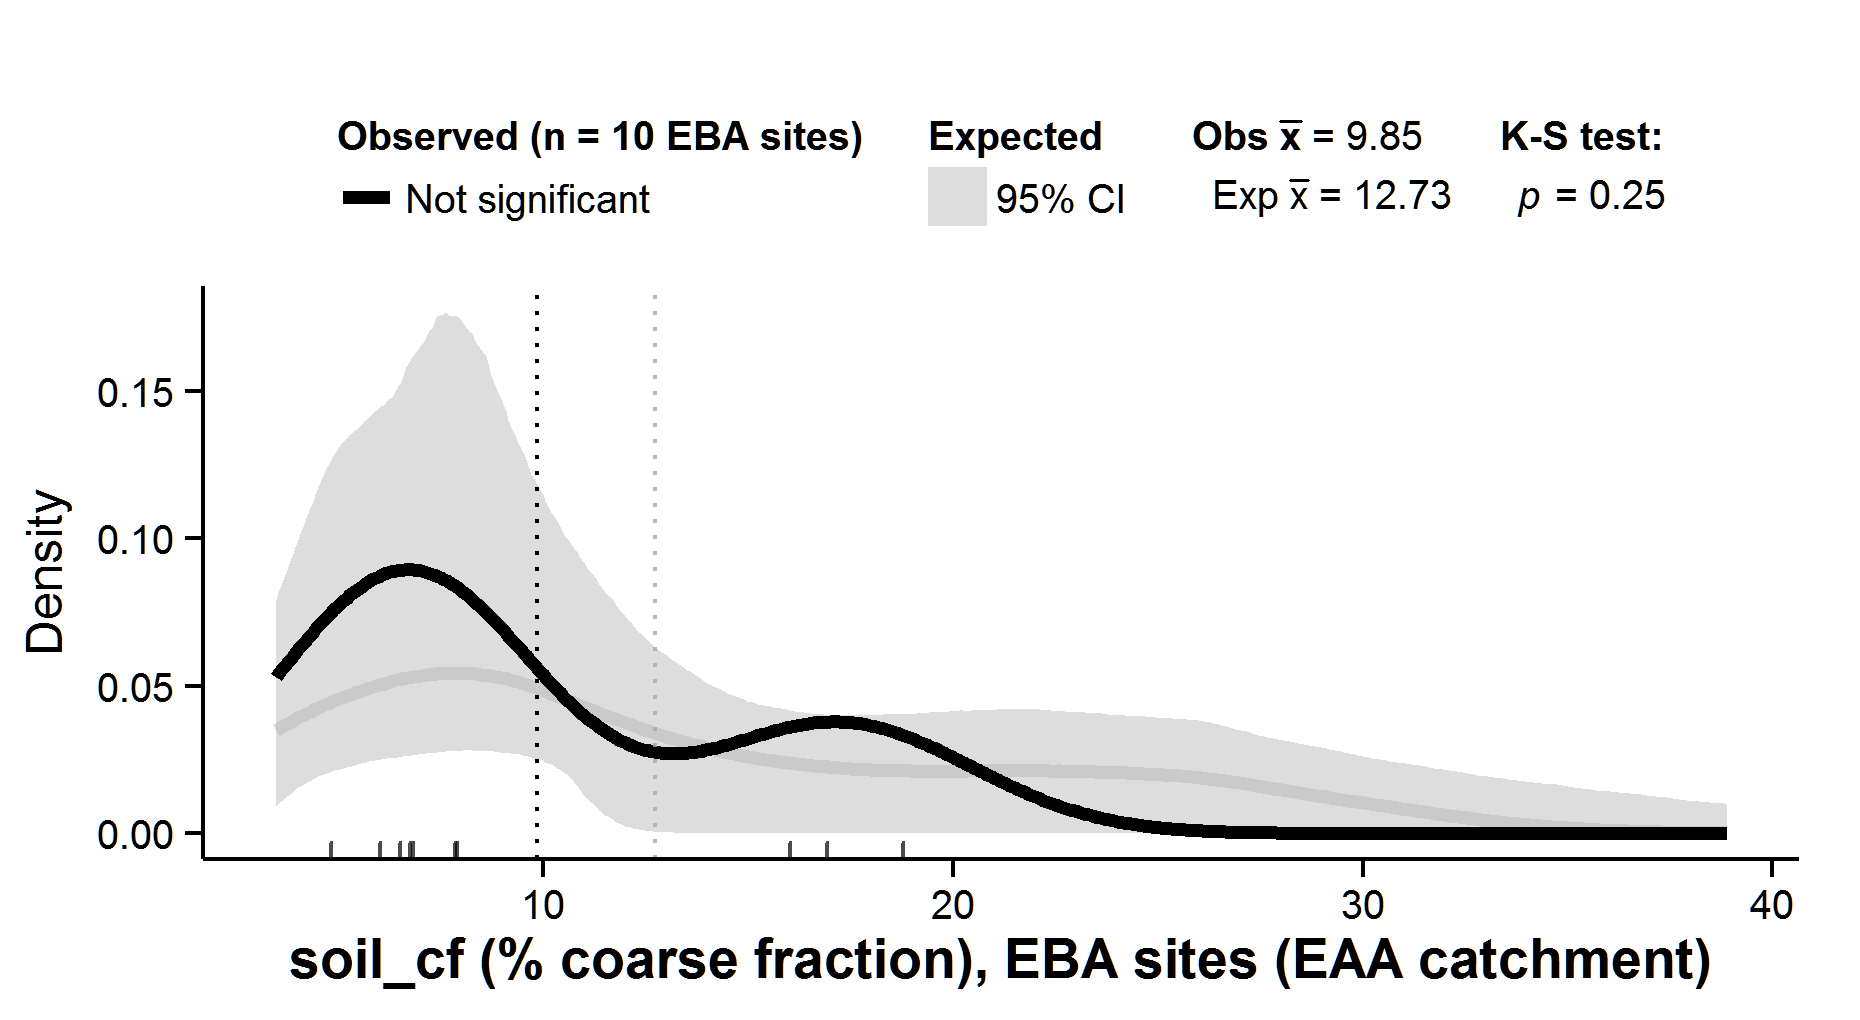 Observed (n = 10 EBA sites) Expected Obs x̅ = 9.85 K-S test:
Not significant 95% CI Exp x̅ = 12.73 p = 0.25
0.15
0.10
0.05
0.00
Density
10 20 30 40
soil_cf (% coarse fraction), EBA sites (EAA catchment)